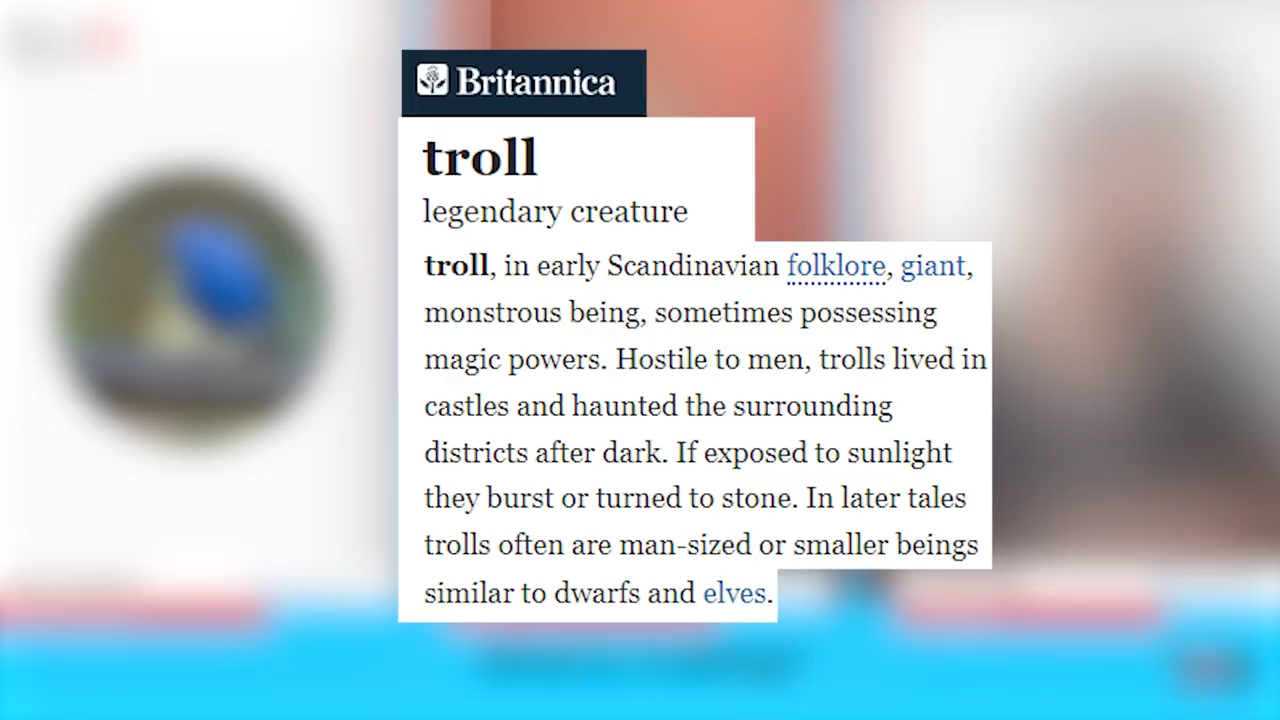 Britannica
troll
legendary creature
troll, in early Scandinavian folklore, giant,
monstrous being, sometimes possessing
magic powers. Hostile to men, trolls lived in
castles and haunted the surrounding
districts after dark. If exposed to sunlight
they burst or turned to stone. In later tales
trolls often are man-sized or smaller beings
similar to dwarfs and elves.